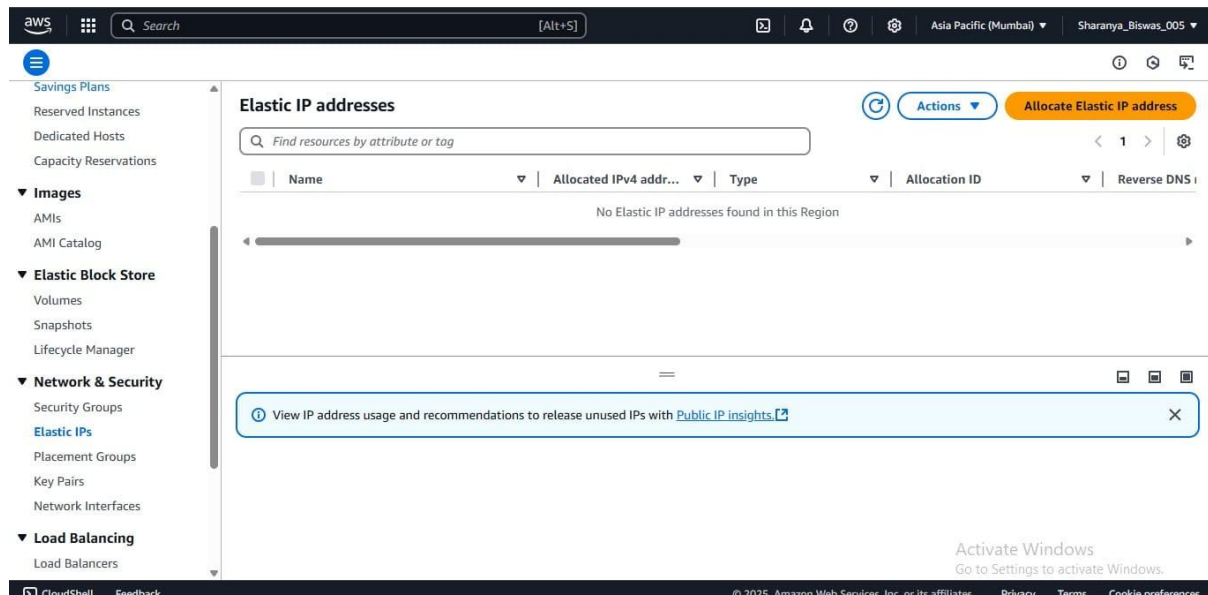 aws
Search [Alt+S] Asia Pacific (Mumbai) ▼ Sharanya_Biswas_005 ▼
Savings Plans
Reserved Instances
Dedicated Hosts
Capacity Reservations
▼ Images
AMIs
AMI Catalog
▼ Elastic Block Store
Volumes
Snapshots
Lifecycle Manager
▼ Network & Security
Security Groups
Elastic IPs
Placement Groups
Key Pairs
Network Interfaces
▼ Load Balancing
Load Balancers
Elastic IP addresses
Actions ▼ Allocate Elastic IP address
Find resources by attribute or tag
< 1 >
Name Allocated IPv4 addr... Type Allocation ID Reverse DNS
No Elastic IP addresses found in this Region
View IP address usage and recommendations to release unused IPs with Public IP insights.
Activate Windows
Go to Settings to activate Windows.
CloudShell Feedback © 2025, Amazon Web Services, Inc. or its affiliates. Privacy Terms Cookie preferences